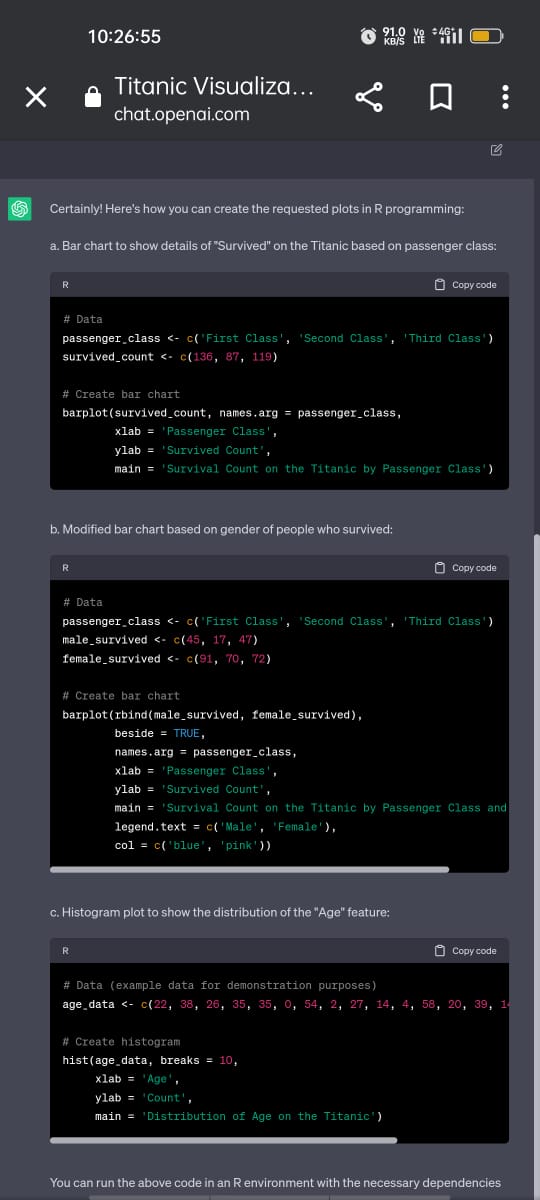 10:26:55
91.0 KB/S Vo LTE 4G+
Titanic Visualiza...
chat.openai.com
Certainly! Here's how you can create the requested plots in R programming:
a. Bar chart to show details of "Survived" on the Titanic based on passenger class:
R Copy code
# Data
passenger_class <- c('First Class', 'Second Class', 'Third Class')
survived_count <- c(136, 87, 119)
# Create bar chart
barplot(survived_count, names.arg = passenger_class,
        xlab = 'Passenger Class',
        ylab = 'Survived Count',
        main = 'Survival Count on the Titanic by Passenger Class')
b. Modified bar chart based on gender of people who survived:
R Copy code
# Data
passenger_class <- c('First Class', 'Second Class', 'Third Class')
male_survived <- c(45, 17, 47)
female_survived <- c(91, 70, 72)
# Create bar chart
barplot(rbind(male_survived, female_survived),
        beside = TRUE,
        names.arg = passenger_class,
        xlab = 'Passenger Class',
        ylab = 'Survived Count',
        main = 'Survival Count on the Titanic by Passenger Class and
        legend.text = c('Male', 'Female'),
        col = c('blue', 'pink'))
c. Histogram plot to show the distribution of the "Age" feature:
R Copy code
# Data (example data for demonstration purposes)
age_data <- c(22, 38, 26, 35, 35, 0, 54, 2, 27, 14, 4, 58, 20, 39,
# Create histogram
hist(age_data, breaks = 10,
     xlab = 'Age',
     ylab = 'Count',
     main = 'Distribution of Age on the Titanic')
You can run the above code in an R environment with the necessary dependencies